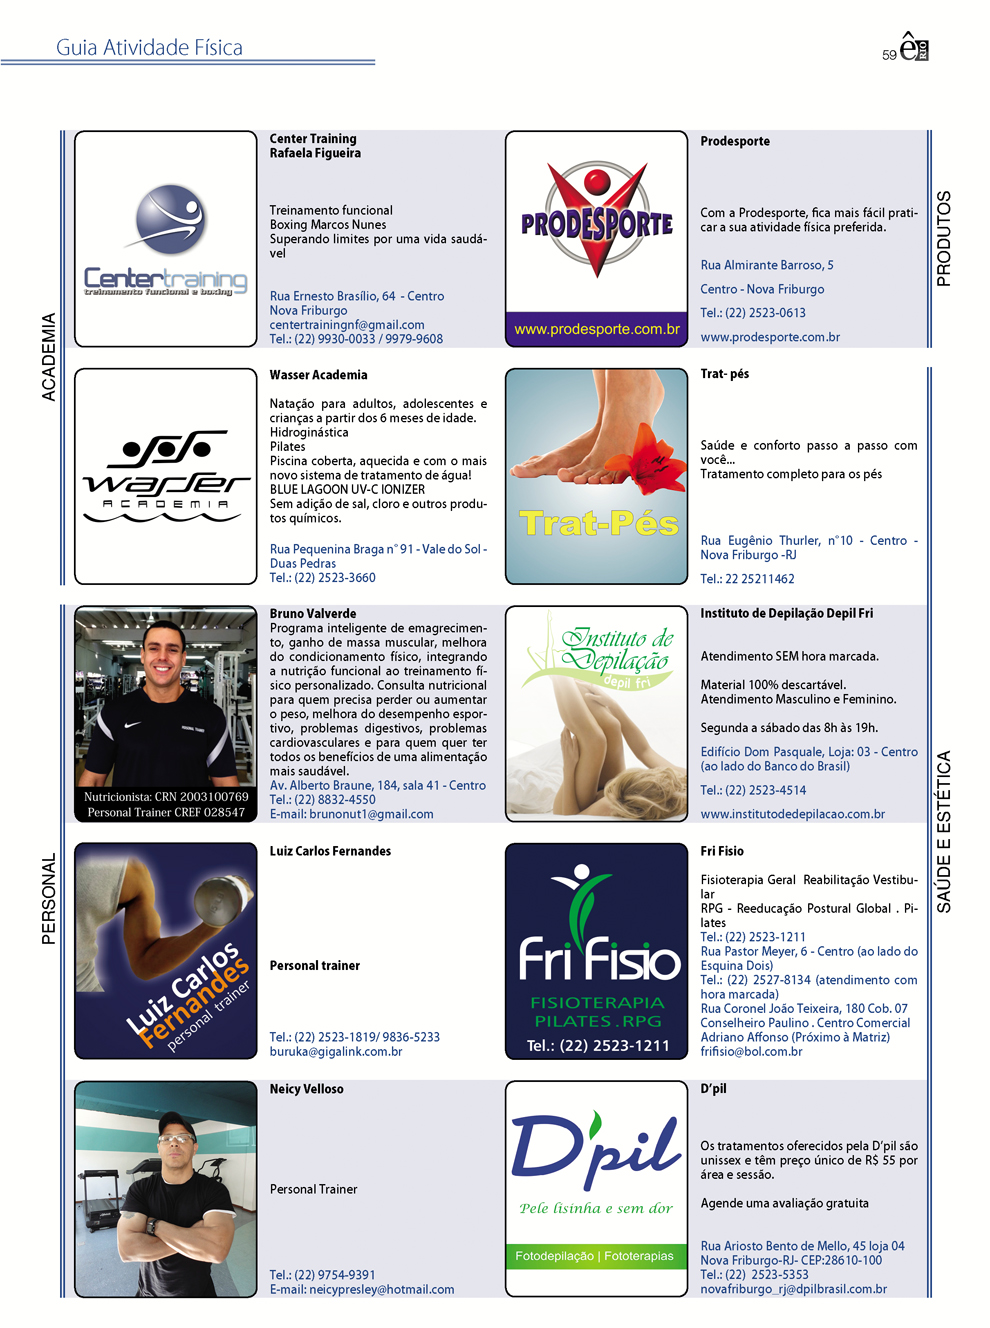 Guia Atividade Física
59 ê RIO
ACADEMIA
Centertraining
treinamento funcional e boxing
Center Training
Rafaela Figueira
Treinamento funcional
Boxing Marcos Nunes
Superando limites por uma vida saudá-
vel
Rua Ernesto Brasílio, 64 - Centro
Nova Friburgo
centertrainingnf@gmail.com
Tel.: (22) 9930-0033 / 9979-9608
Wasser
ACADEMIA
Wasser Academia
Natação para adultos, adolescentes e
crianças a partir dos 6 meses de idade.
Hidroginástica
Pilates
Piscina coberta, aquecida e com o mais
novo sistema de tratamento de água!
BLUE LAGOON UV-C IONIZER
Sem adição de sal, cloro e outros produ-
tos químicos.
Rua Pequenina Braga n° 91 - Vale do Sol -
Duas Pedras
Tel.: (22) 2523-3660
PERSONAL
Nutricionista: CRN 2003100769
Personal Trainer CREF 028547
Bruno Valverde
Programa inteligente de emagrecimen-
to, ganho de massa muscular, melhora
do condicionamento físico, integrando
a nutrição funcional ao treinamento fí-
sico personalizado. Consulta nutricional
para quem precisa perder ou aumentar
o peso, melhora do desempenho espor-
tivo, problemas digestivos, problemas
cardiovasculares e para quem quer ter
todos os benefícios de uma alimentação
mais saudável.
Av. Alberto Braune, 184, sala 41 - Centro
Tel.: (22) 8832-4550
E-mail: brunonut1@gmail.com
Luiz Carlos
Fernandes
personal trainer
Luiz Carlos Fernandes
Personal trainer
Tel.: (22) 2523-1819/ 9836-5233
buruka@gigalink.com.br
Neicy Velloso
Personal Trainer
Tel.: (22) 9754-9391
E-mail: neicypresley@hotmail.com
PRODUTOS
PRODESPORTE
www.prodesporte.com.br
Prodesporte
Com a Prodesporte, fica mais fácil prati-
car a sua atividade física preferida.
Rua Almirante Barroso, 5
Centro - Nova Friburgo
Tel.: (22) 2523-0613
www.prodesporte.com.br
SAÚDE E ESTÉTICA
Trat-Pés
Trat- pés
Saúde e conforto passo a passo com
você...
Tratamento completo para os pés
Rua Eugênio Thurler, n°10 - Centro -
Nova Friburgo -RJ
Tel.: 22 25211462
Instituto de
Depilação
depil fri
Instituto de Depilação Depil Fri
Atendimento SEM hora marcada.
Material 100% descartável.
Atendimento Masculino e Feminino.
Segunda a sábado das 8h às 19h.
Edifício Dom Pasquale, Loja: 03 - Centro
(ao lado do Banco do Brasil)
Tel.: (22) 2523-4514
www.institutodedepilacao.com.br
Fri Fisio
FISIOTERAPIA
PILATES . RPG
Tel.: (22) 2523-1211
Fri Fisio
Fisioterapia Geral Reabilitação Vestibu-
lar
RPG - Reeducação Postural Global . Pi-
lates
Tel.: (22) 2523-1211
Rua Pastor Meyer, 6 - Centro (ao lado do
Esquina Dois)
Tel.: (22) 2527-8134 (atendimento com
hora marcada)
Rua Coronel João Teixeira, 180 Cob. 07
Conselheiro Paulino . Centro Comercial
Adriano Affonso (Próximo à Matriz)
frifisio@bol.com.br
D'pil
Pele lisinha e sem dor
Fotodepilação | Fototerapias
D'pil
Os tratamentos oferecidos pela D'pil são
unissex e têm preço único de R$ 55 por
área e sessão.
Agende uma avaliação gratuita
Rua Ariosto Bento de Mello, 45 loja 04
Nova Friburgo-RJ- CEP:28610-100
Tel.: (22) 2523-5353
novafriburgo_rj@dpilbrasil.com.br